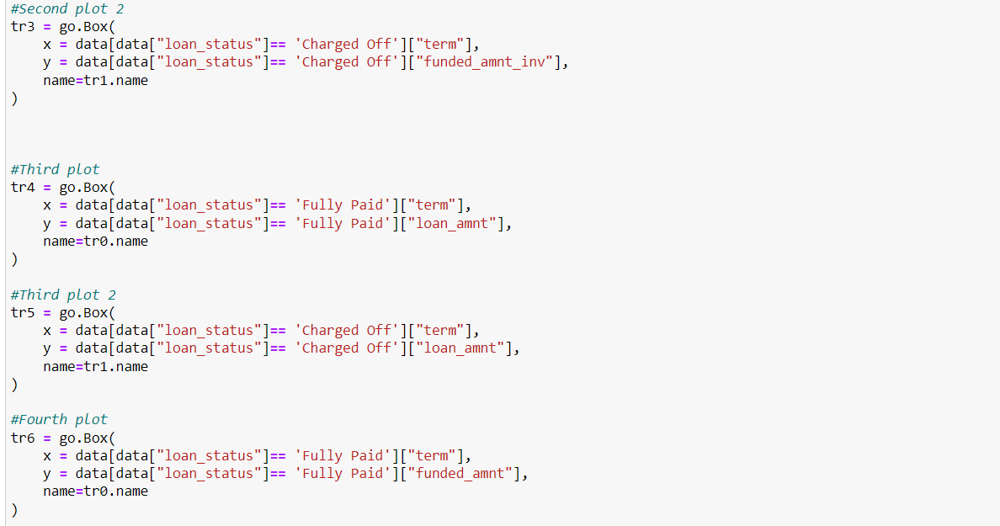 #Second plot 2
tr3 = go.Box(
    x = data[data["loan_status"]== 'Charged Off']["term"],
    y = data[data["loan_status"]== 'Charged Off']["funded_amnt_inv"],
    name=tr1.name
)
#Third plot
tr4 = go.Box(
    x = data[data["loan_status"]== 'Fully Paid']["term"],
    y = data[data["loan_status"]== 'Fully Paid']["loan_amnt"],
    name=tr0.name
)
#Third plot 2
tr5 = go.Box(
    x = data[data["loan_status"]== 'Charged Off']["term"],
    y = data[data["loan_status"]== 'Charged Off']["loan_amnt"],
    name=tr1.name
)
#Fourth plot
tr6 = go.Box(
    x = data[data["loan_status"]== 'Fully Paid']["term"],
    y = data[data["loan_status"]== 'Fully Paid']["funded_amnt"],
    name=tr0.name
)